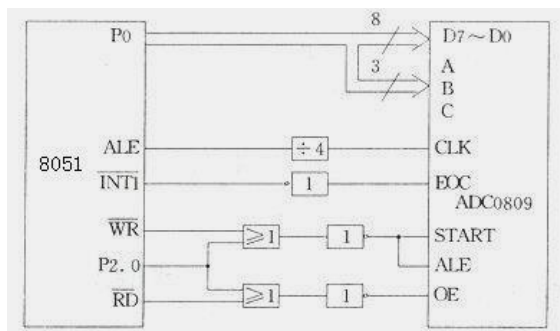 8
P0
D7～D0
3
A
B
C
ALE
÷4
CLK
8051
INT1
1
EOC
ADC0809
WR
≥1
1
START
P2.0
ALE
RD
≥1
1
OE